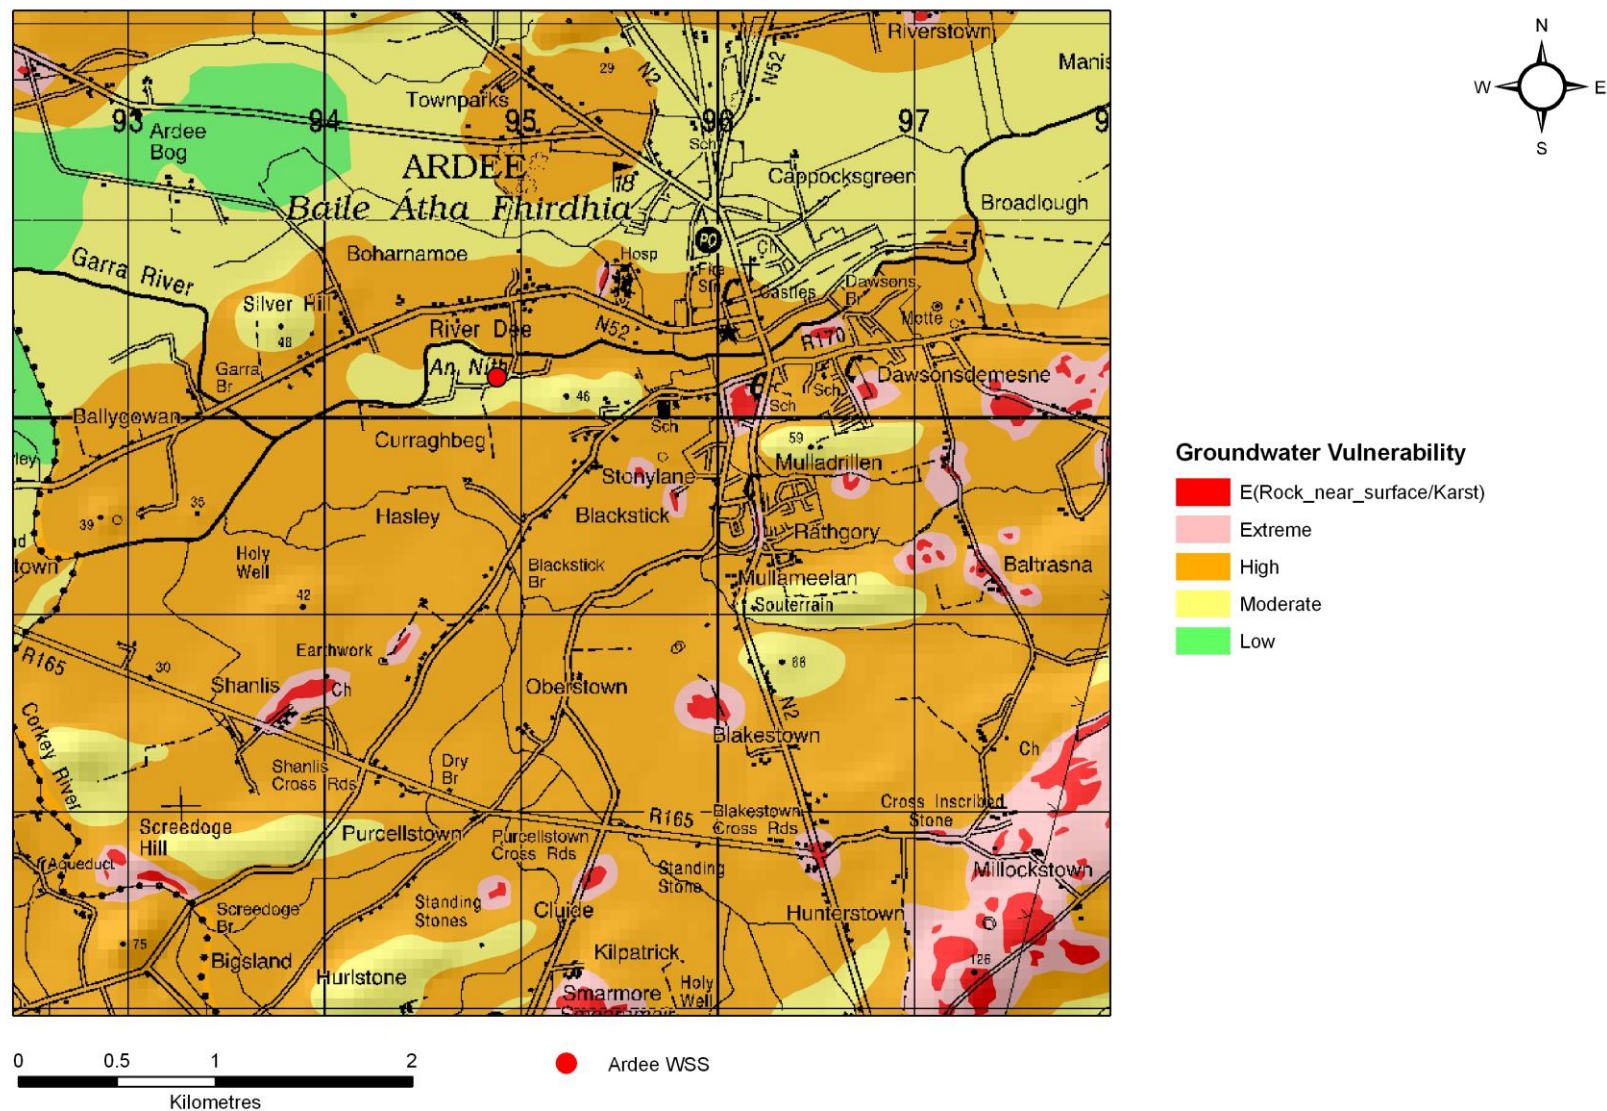 Riverstown
N
W
E
S
N2
N52
29
Manis
Townparks
93
94
95
96
97
9
Ardee
Bog
Sch
ARDEE
18
Cappocksgreen
Baile Átha Fhirdhia
Broadlough
PO
Boharnamoe
Hosp
Ch
Garra River
Fire
Stn
Castles
Dawsons
Br
Silver Hill
48
River Dee
N52
Motte
R170
Garra
Br
An Níth
46
Sch
Sch
Dawsonsdemesne
Ballygowan
Curraghbeg
Sch
59
Mulladrillen
ley
Stonylane
35
39
Hasley
Blackstick
Rathgory
nd
town
Holy
Well
Blackstick
Br
Baltrasna
Mullameelan
42
Souterrain
Earthwork
R165
30
66
Shanlis
Ch
Oberstown
N2
Corkey River
Blakestown
Ch
Shanlis
Cross Rds
Dry
Br
Cross Inscribed
Stone
R165
Blakestown
Cross Rds
Screedoge
Hill
Purcellstown
Purcellstown
Cross Rds
Aqueduct
Standing
Stone
Millockstown
Standing
Stones
Screedoge
Br
Cluide
Hunterstown
75
Bigsland
Kilpatrick
126
Hurlstone
Smarmore
Holy
Well
Groundwater Vulnerability
E(Rock_near_surface/Karst)
Extreme
High
Moderate
Low
0 0.5 1 2
Kilometres
Ardee WSS